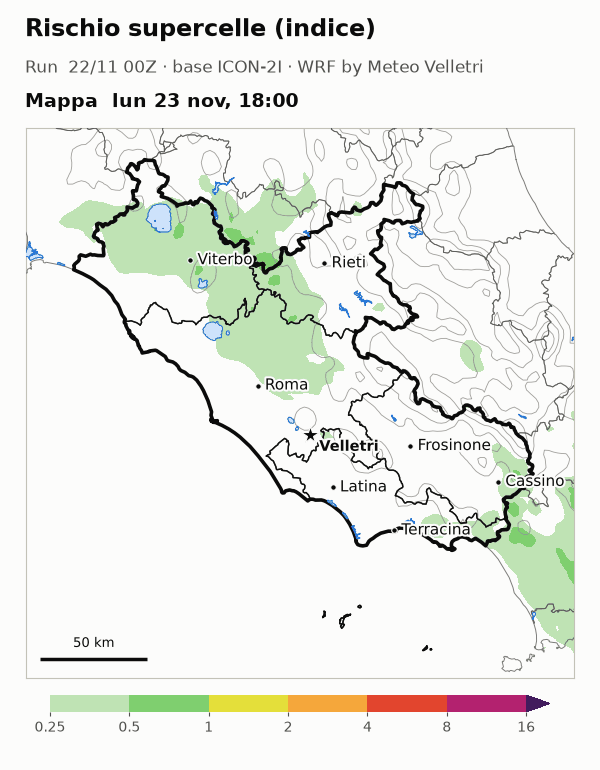 Rischio supercelle (indice)
Run 22/11 00Z · base ICON-2I · WRF by Meteo Velletri
Mappa lun 23 nov, 18:00
Viterbo
Rieti
Roma
Velletri
Frosinone
Latina
Cassino
Terracina
50 km
0.25 0.5 1 2 4 8 16